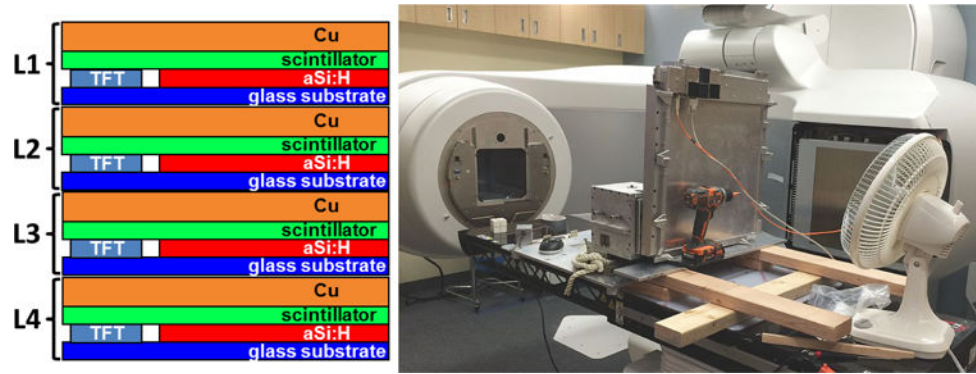 L1
Cu
scintillator
TFT
aSi:H
glass substrate
L2
Cu
scintillator
TFT
aSi:H
glass substrate
L3
Cu
scintillator
TFT
aSi:H
glass substrate
L4
Cu
scintillator
TFT
aSi:H
glass substrate